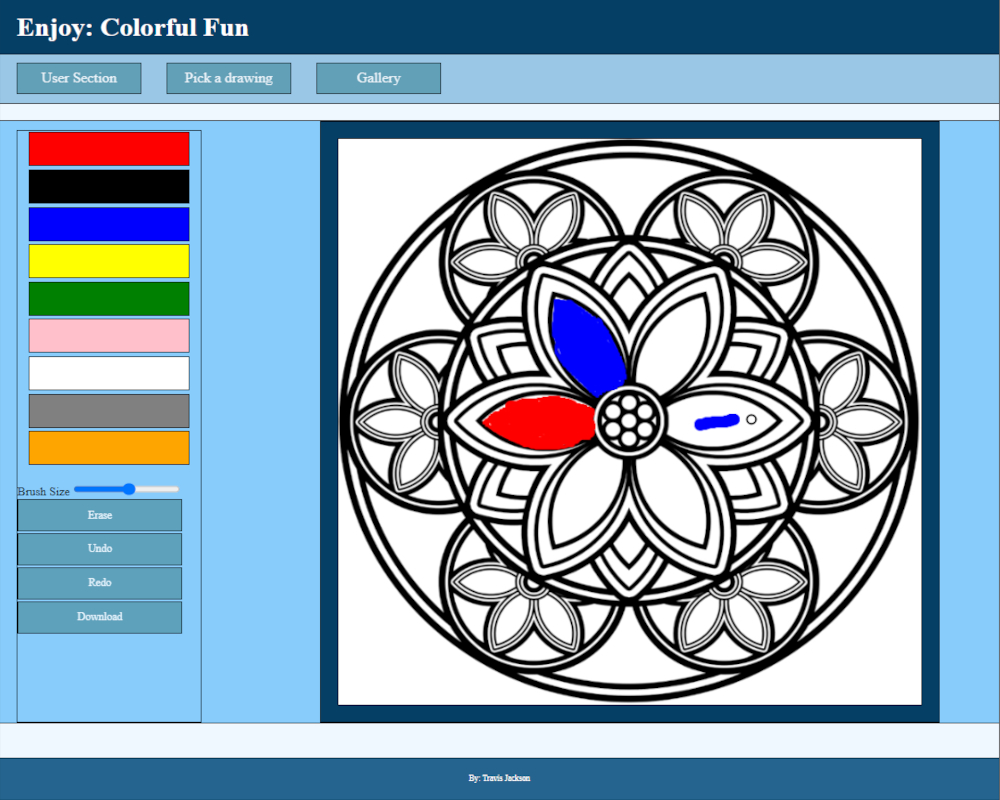 Enjoy: Colorful Fun
User Section
Pick a drawing
Gallery
Brush Size
Erase
Undo
Redo
Download
By: Travis Jackson